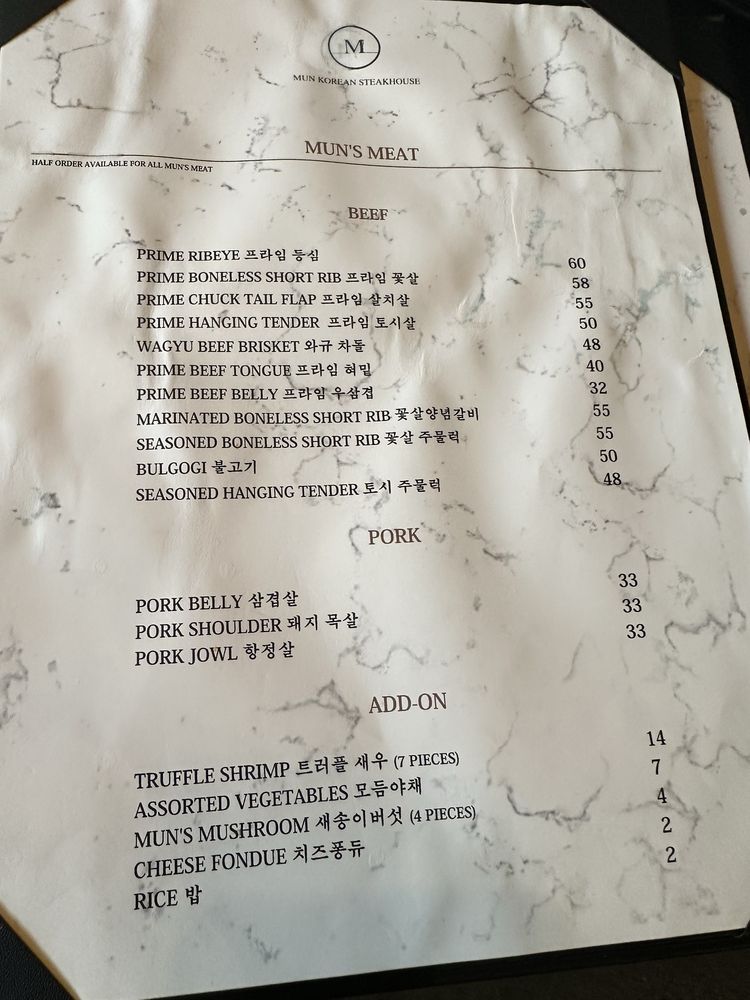 M
MUN KOREAN STEAKHOUSE
MUN'S MEAT
HALF ORDER AVAILABLE FOR ALL MUN'S MEAT
BEEF
PRIME RIBEYE 프라임 등심 60
PRIME BONELESS SHORT RIB 프라임 꽃살 58
PRIME CHUCK TAIL FLAP 프라임 살치살 55
PRIME HANGING TENDER 프라임 토시살 50
WAGYU BEEF BRISKET 와규 차돌 48
PRIME BEEF TONGUE 프라임 혀밑 40
PRIME BEEF BELLY 프라임 우삼겹 32
MARINATED BONELESS SHORT RIB 꽃살양념갈비 55
SEASONED BONELESS SHORT RIB 꽃살 주물럭 55
BULGOGI 불고기 50
SEASONED HANGING TENDER 토시 주물럭 48
PORK
PORK BELLY 삼겹살 33
PORK SHOULDER 돼지 목살 33
PORK JOWL 항정살 33
ADD-ON
TRUFFLE SHRIMP 트러플 새우 (7 PIECES) 14
ASSORTED VEGETABLES 모듬야채 7
MUN'S MUSHROOM 새송이버섯 (4 PIECES) 4
CHEESE FONDUE 치즈퐁듀 2
RICE 밥 2